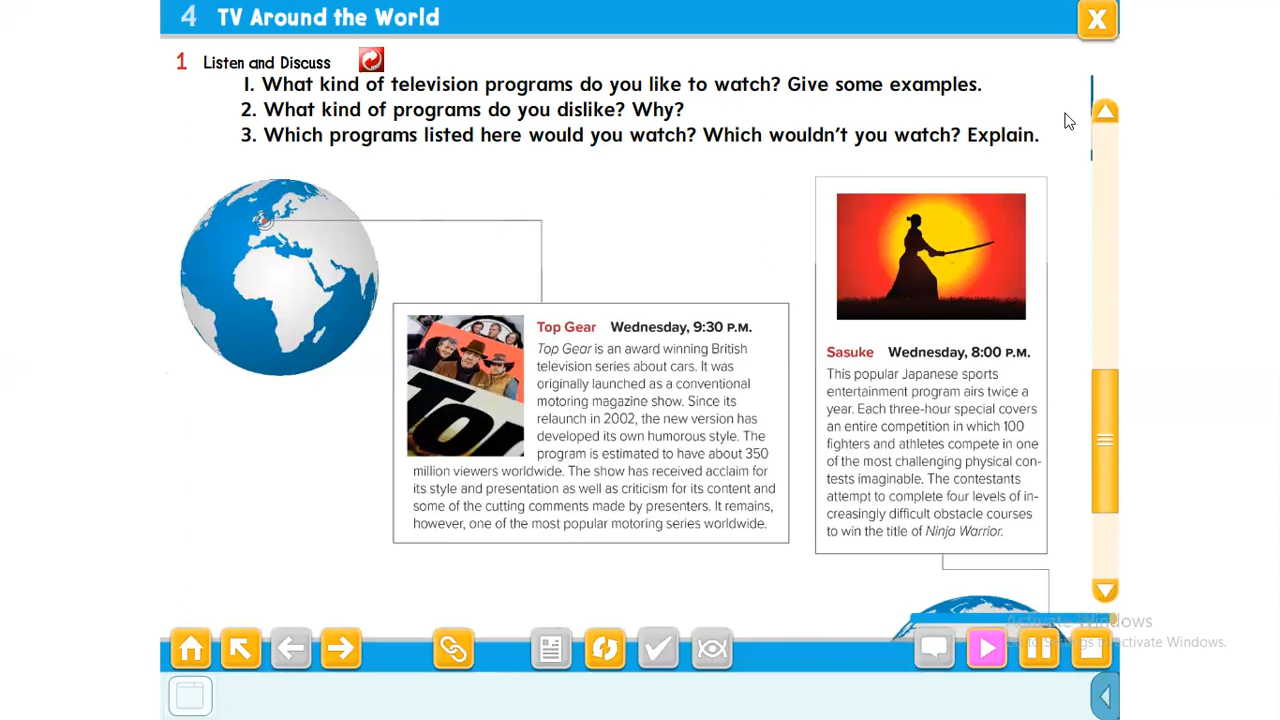 4 TV Around the World
1 Listen and Discuss
1. What kind of television programs do you like to watch? Give some examples.
2. What kind of programs do you dislike? Why?
3. Which programs listed here would you watch? Which wouldn't you watch? Explain.
Top Gear Wednesday, 9:30 P.M.
Top Gear is an award winning British
television series about cars. It was
originally launched as a conventional
motoring magazine show. Since its
relaunch in 2002, the new version has
developed its own humorous style. The
program is estimated to have about 350
million viewers worldwide. The show has received acclaim for
its style and presentation as well as criticism for its content and
some of the cutting comments made by presenters. It remains,
however, one of the most popular motoring series worldwide.
Sasuke Wednesday, 8:00 P.M.
This popular Japanese sports
entertainment program airs twice a
year. Each three-hour special covers
an entire competition in which 100
fighters and athletes compete in one
of the most challenging physical con-
tests imaginable. The contestants
attempt to complete four levels of in-
creasingly difficult obstacle courses
to win the title of Ninja Warrior.
Activate Windows
Go to Settings to activate Windows.